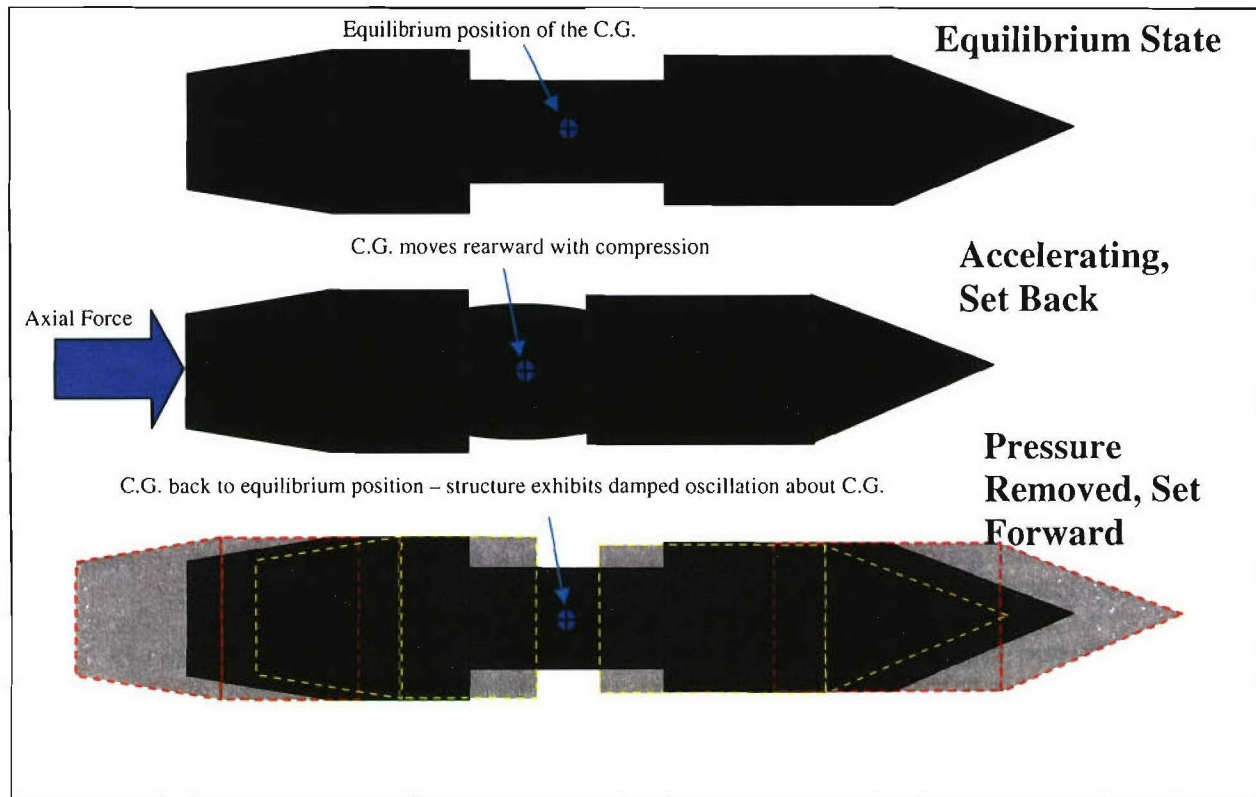 Equilibrium position of the C.G.
Equilibrium State
C.G. moves rearward with compression
Accelerating,
Set Back
Axial Force
Pressure
Removed, Set
Forward
C.G. back to equilibrium position – structure exhibits damped oscillation about C.G.